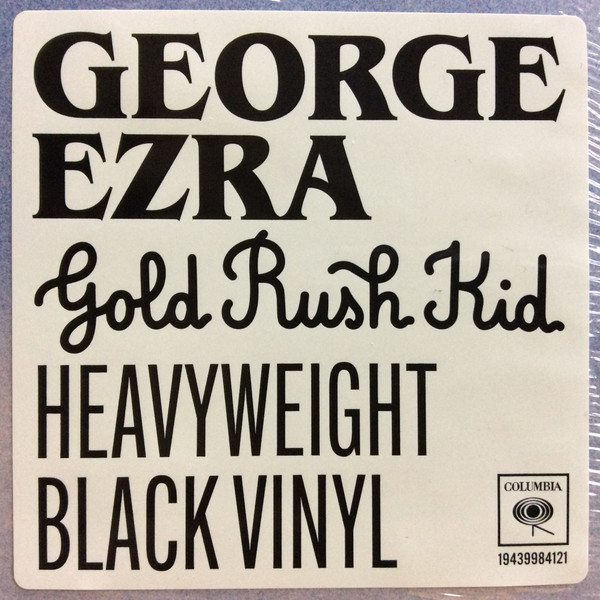 GEORGE
EZRA
Gold Rush Kid
HEAVYWEIGHT
BLACK VINYL
COLUMBIA
19439984121